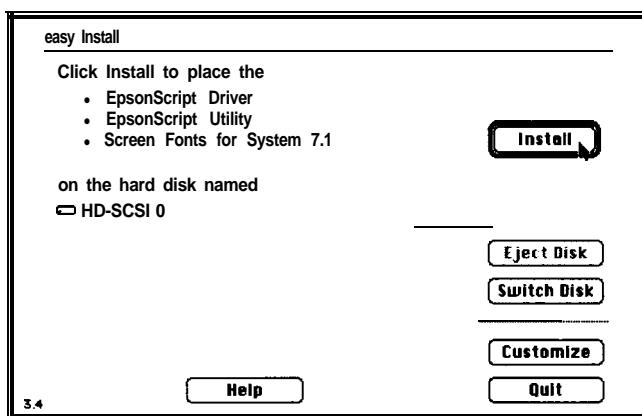 easy Install
Click Install to place the
• EpsonScript Driver
• EpsonScript Utility
• Screen Fonts for System 7.1
Install
on the hard disk named
HD-SCSI 0
Eject Disk
Switch Disk
Customize
Help
Quit
3.4